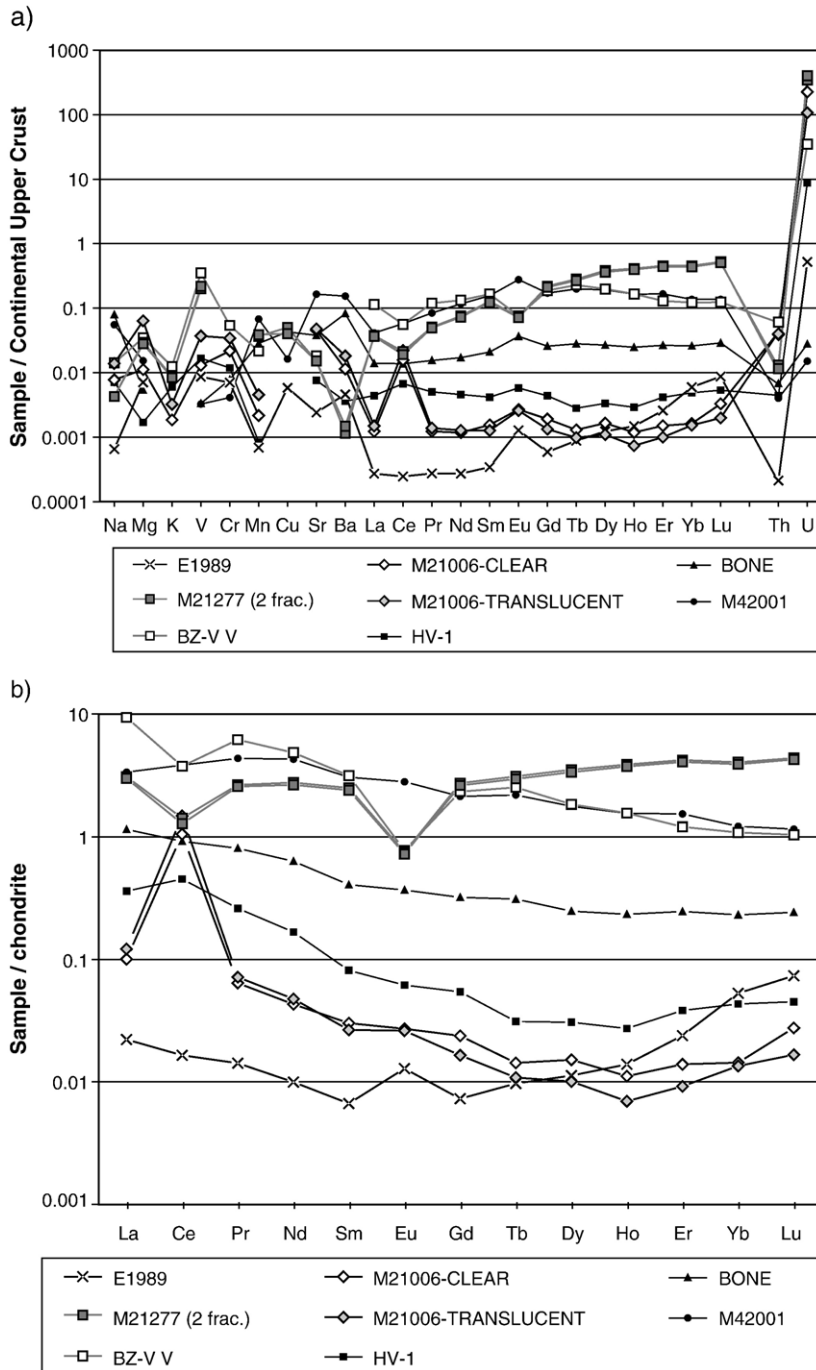 a)
1000
100
10
1
0.1
0.01
0.001
0.0001
Sample / Continental Upper Crust
Na Mg K V Cr Mn Cu Sr Ba La Ce Pr Nd Sm Eu Gd Tb Dy Ho Er Yb Lu Th U
E1989 M21006-CLEAR BONE
M21277 (2 frac.) M21006-TRANSLUCENT M42001
BZ-V V HV-1
b)
10
1
0.1
0.01
0.001
Sample / chondrite
La Ce Pr Nd Sm Eu Gd Tb Dy Ho Er Yb Lu
E1989 M21006-CLEAR BONE
M21277 (2 frac.) M21006-TRANSLUCENT M42001
BZ-V V HV-1